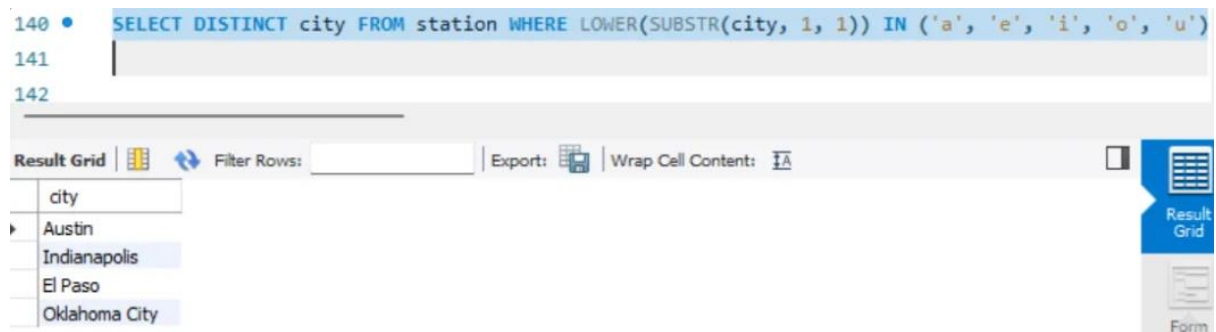 140 SELECT DISTINCT city FROM station WHERE LOWER(SUBSTR(city, 1, 1)) IN ('a', 'e', 'i', 'o', 'u')
141
142
Result Grid Filter Rows: Export: Wrap Cell Content: IA
city
Austin
Indianapolis
El Paso
Oklahoma City
Result
Grid
Form